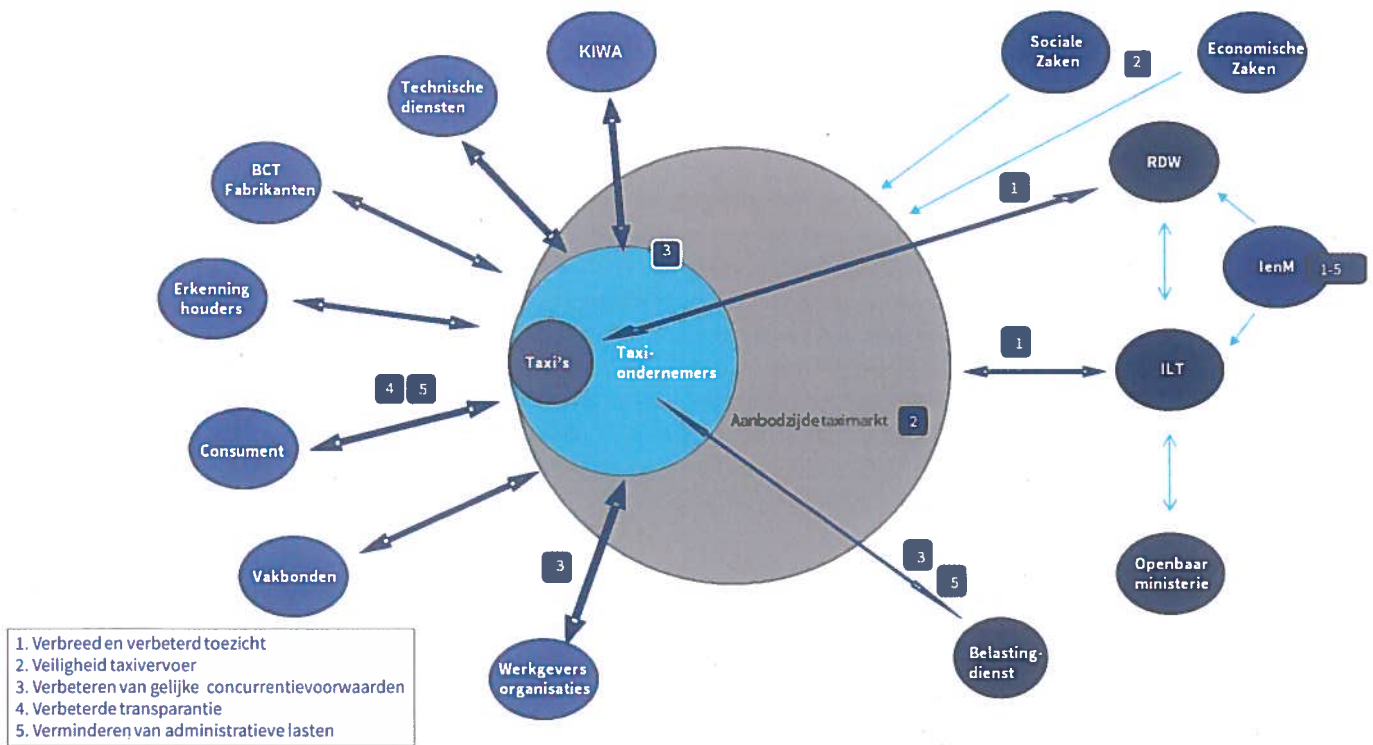 KIWA
Sociale
Zaken
2
Economische
Zaken
Technische
diensten
BCT
Fabrikanten
RDW
1
3
IenM
1-5
Erkenning
houders
Taxi's
Taxi-
ondernemers
1
ILT
4
5
Aanbodzijde taximarkt
2
Consument
Vakbonden
3
3
5
Openbaar
ministerie
Werkgevers
organisaties
Belasting-
dienst
1. Verbreed en verbeterd toezicht
2. Veiligheid taxivervoer
3. Verbeteren van gelijke concurrentievoorwaarden
4. Verbeterde transparantie
5. Verminderen van administratieve lasten